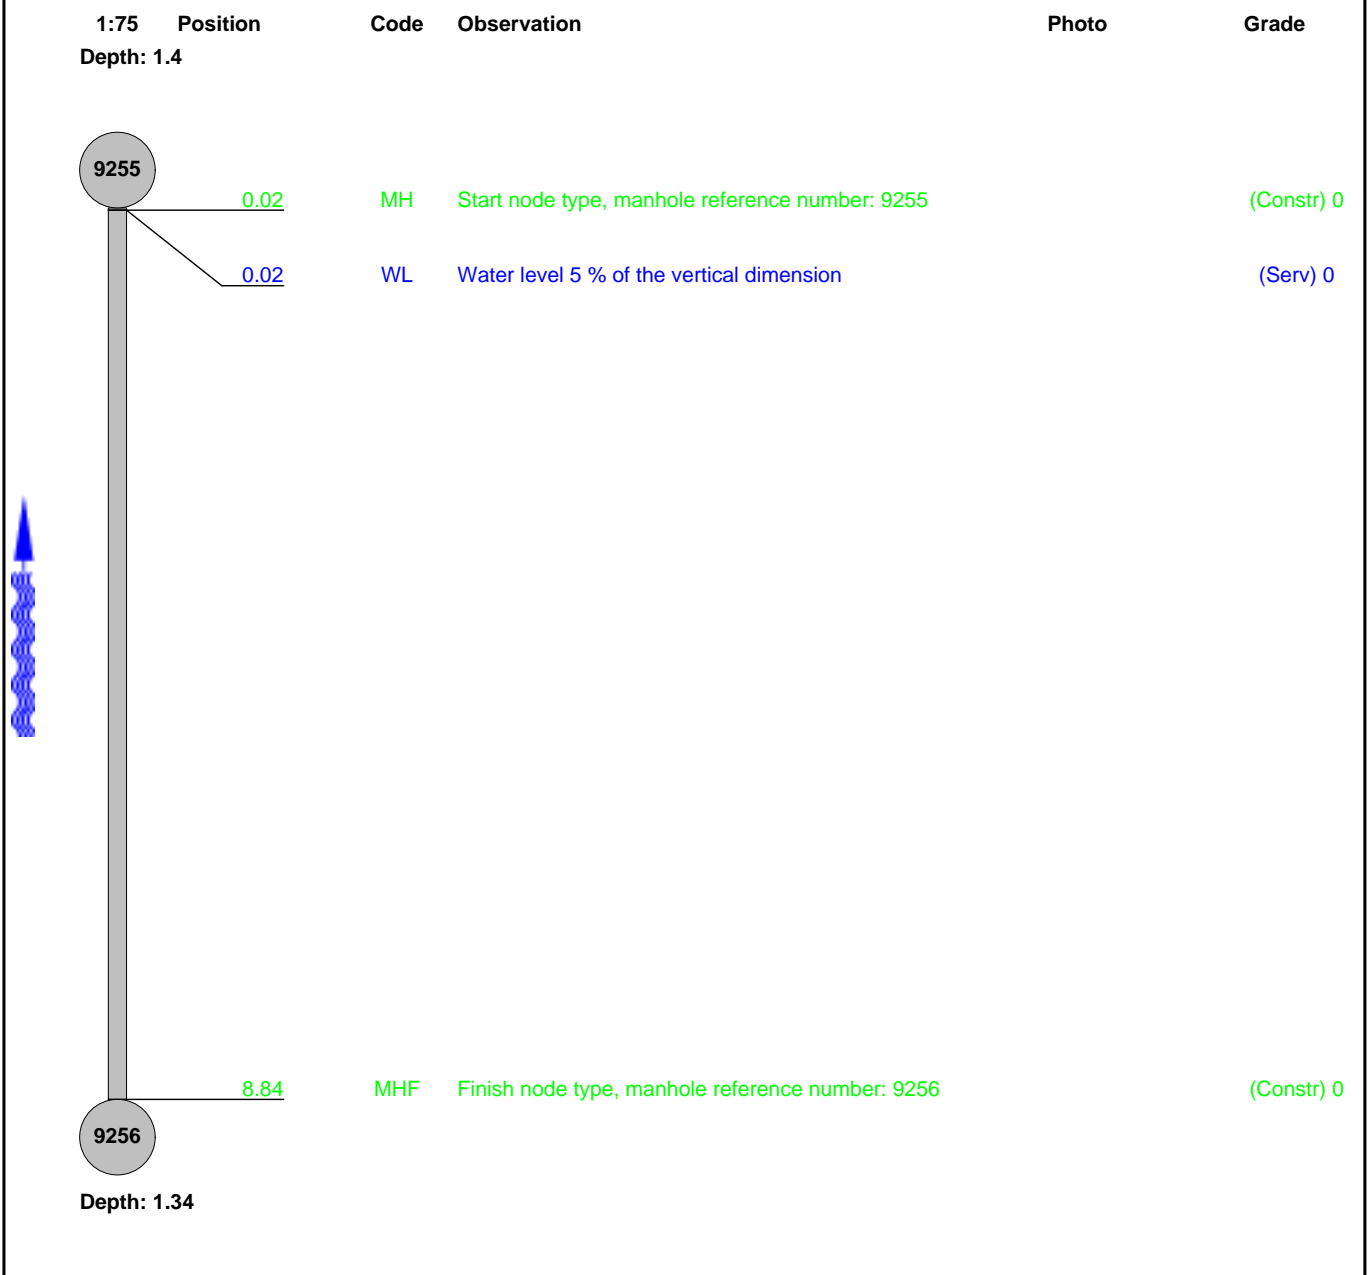 1:75 Position Code Observation Photo Grade
Depth: 1.4
9255
0.02 MH Start node type, manhole reference number: 9255 (Constr) 0
0.02 WL Water level 5 % of the vertical dimension (Serv) 0
8.84 MHF Finish node type, manhole reference number: 9256 (Constr) 0
9256
Depth: 1.34